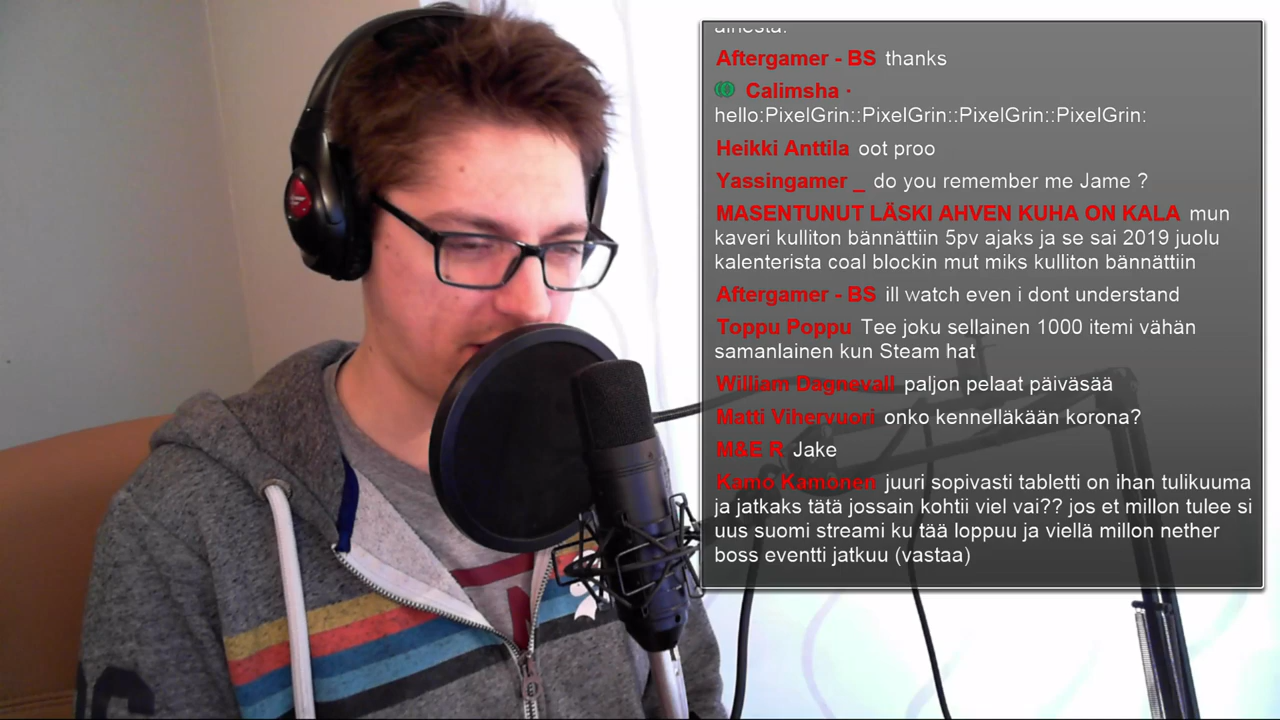 ainesta.
Aftergamer - BS thanks
Calimsha ·
hello:PixelGrin::PixelGrin::PixelGrin::PixelGrin:
Heikki Anttila oot proo
Yassingamer _ do you remember me Jame ?
MASENTUNUT LÄSKI AHVEN KUHA ON KALA mun
kaveri kulliton bännättiin 5pv ajaks ja se sai 2019 juolu
kalenterista coal blockin mut miks kulliton bännättiin
Aftergamer - BS ill watch even i dont understand
Toppu Poppu Tee joku sellainen 1000 itemi vähän
samanlainen kun Steam hat
William Dagnevall paljon pelaat päiväsää
Matti Vihervuori onko kennelläkään korona?
M&E R Jake
Kamo Kamonen juuri sopivasti tabletti on ihan tulikuuma
ja jatkaks tätä jossain kohtii viel vai?? jos et millon tulee si
uus suomi streami ku tää loppuu ja viellä millon nether
boss eventti jatkuu (vastaa)